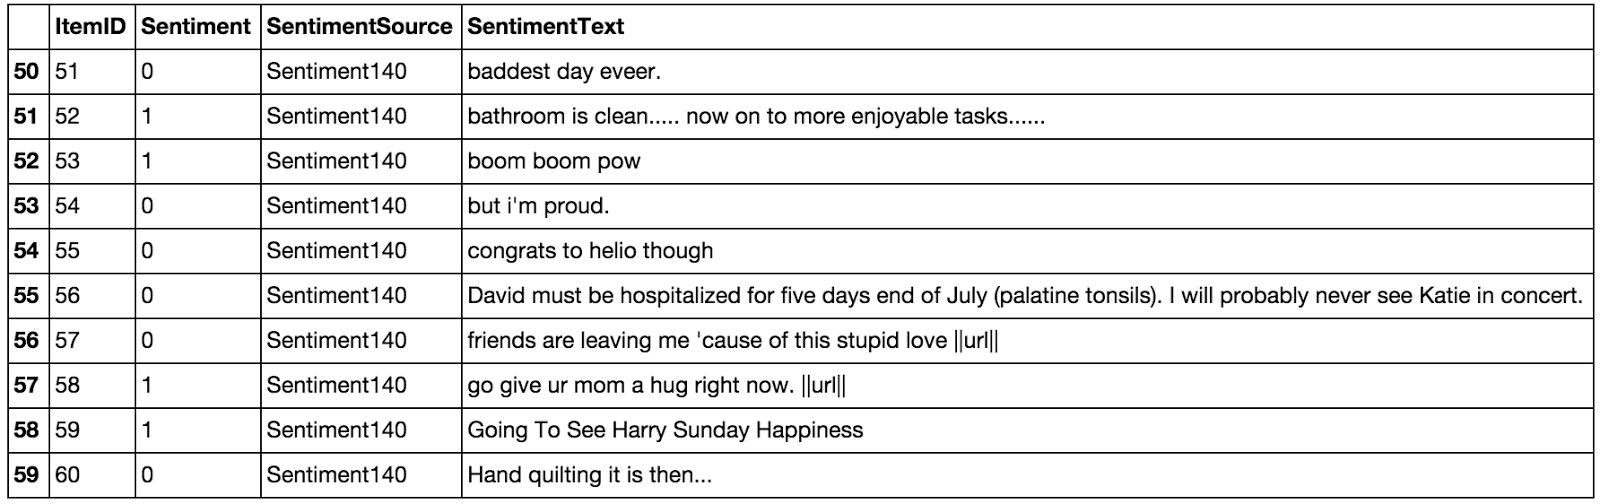 ItemID Sentiment SentimentSource SentimentText
50 51 0 Sentiment140 baddest day eveer.
51 52 1 Sentiment140 bathroom is clean..... now on to more enjoyable tasks......
52 53 1 Sentiment140 boom boom pow
53 54 0 Sentiment140 but i'm proud.
54 55 0 Sentiment140 congrats to helio though
55 56 0 Sentiment140 David must be hospitalized for five days end of July (palatine tonsils). I will probably never see Katie in concert.
56 57 0 Sentiment140 friends are leaving me 'cause of this stupid love ||url||
57 58 1 Sentiment140 go give ur mom a hug right now. ||url||
58 59 1 Sentiment140 Going To See Harry Sunday Happiness
59 60 0 Sentiment140 Hand quilting it is then...